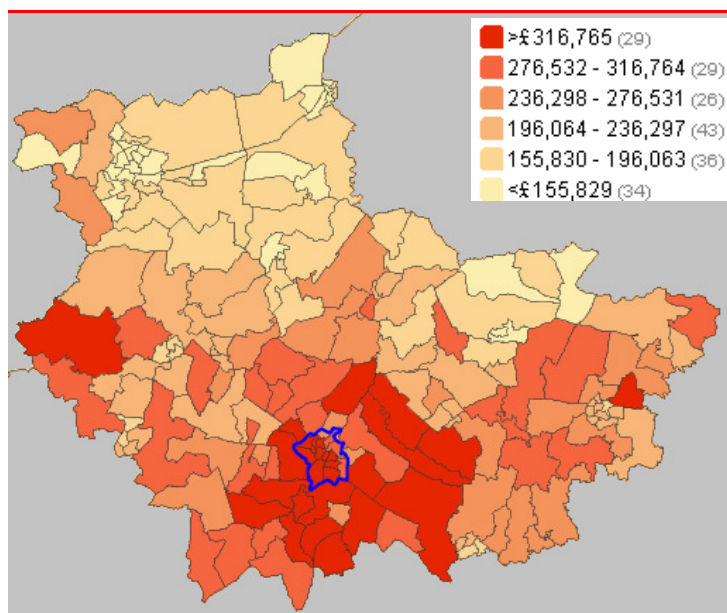 >£316,765 (29)
276,532 - 316,764 (29)
236,298 - 276,531 (26)
196,064 - 236,297 (43)
155,830 - 196,063 (36)
<£155,829 (34)